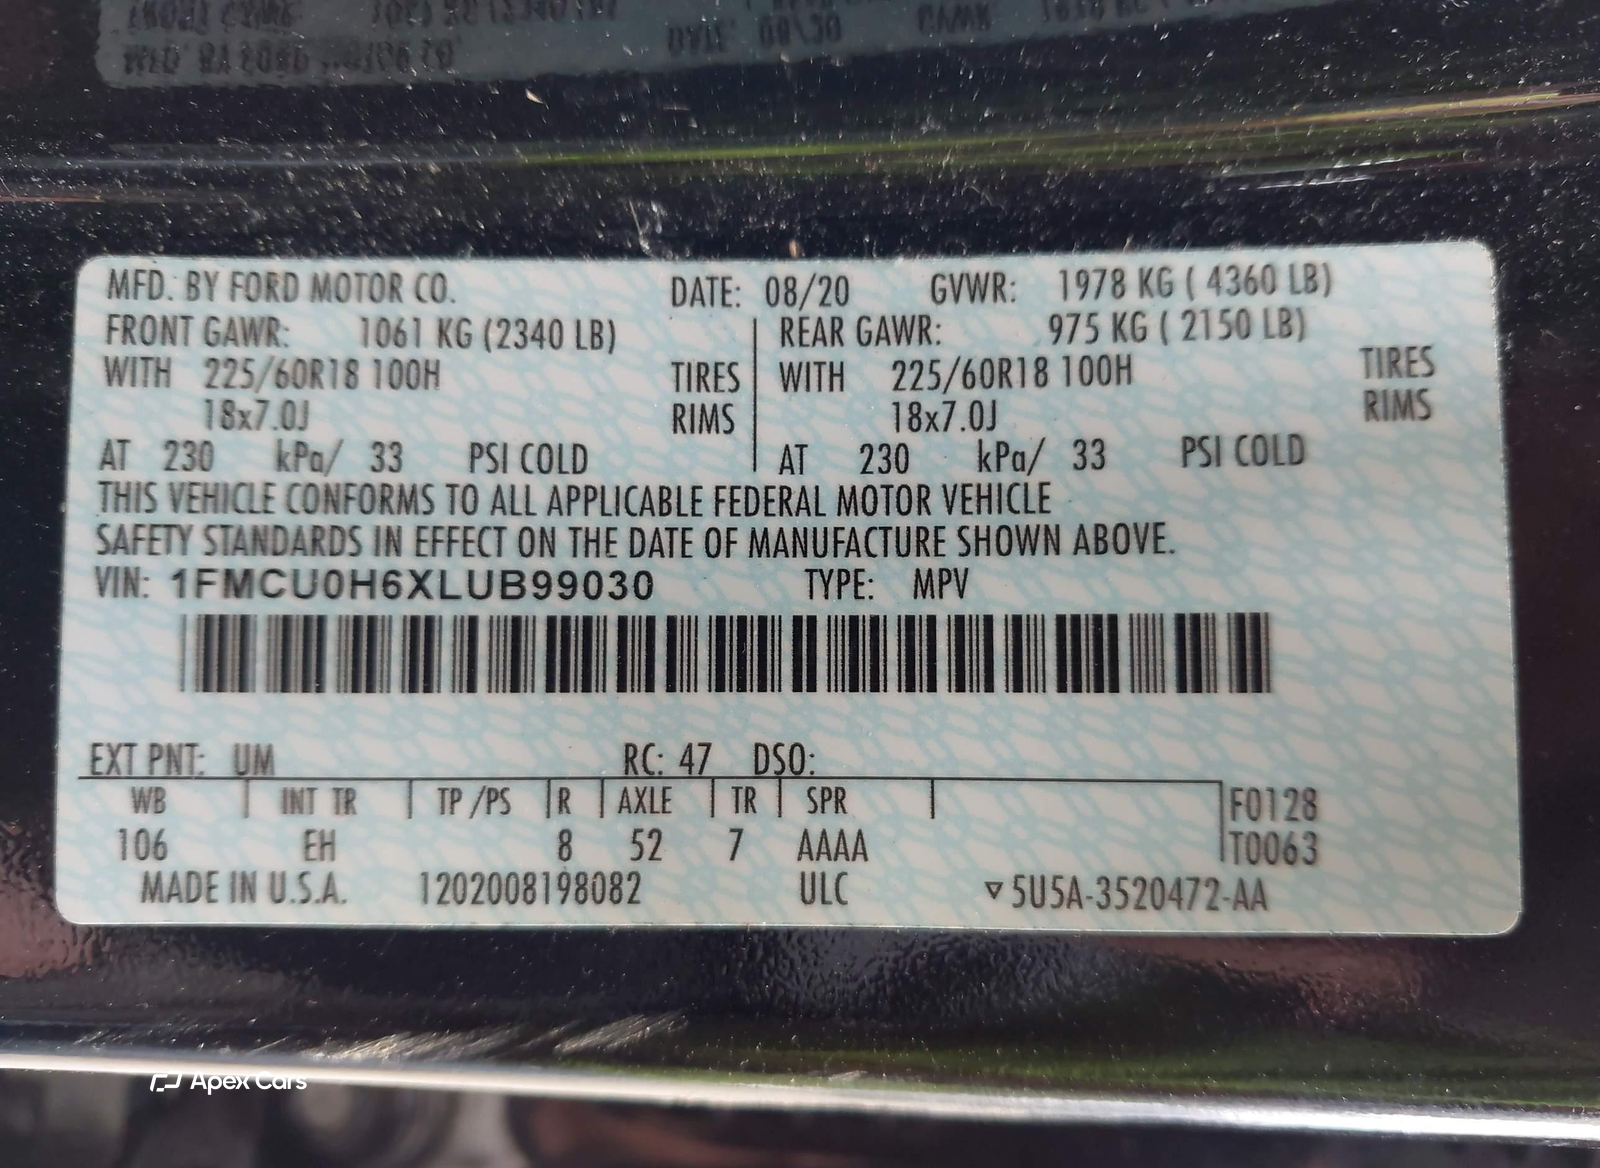 MFD. BY FORD MOTOR CO. DATE: 08/20 GVWR: 1978 KG ( 4360 LB)
FRONT GAWR: 1061 KG (2340 LB) REAR GAWR: 975 KG ( 2150 LB)
WITH 225/60R18 100H TIRES WITH 225/60R18 100H TIRES
18x7.0J RIMS 18x7.0J RIMS
AT 230 kPa/ 33 PSI COLD AT 230 kPa/ 33 PSI COLD
THIS VEHICLE CONFORMS TO ALL APPLICABLE FEDERAL MOTOR VEHICLE
SAFETY STANDARDS IN EFFECT ON THE DATE OF MANUFACTURE SHOWN ABOVE.
VIN: 1FMCU0H6XLUB99030 TYPE: MPV
EXT PNT: UM RC: 47 DSO:
WB INT TR TP /PS R AXLE TR SPR F0128
106 EH 8 52 7 AAAA T0063
MADE IN U.S.A. 1202008198082 ULC ▽5U5A-3520472-AA
Apex Cars